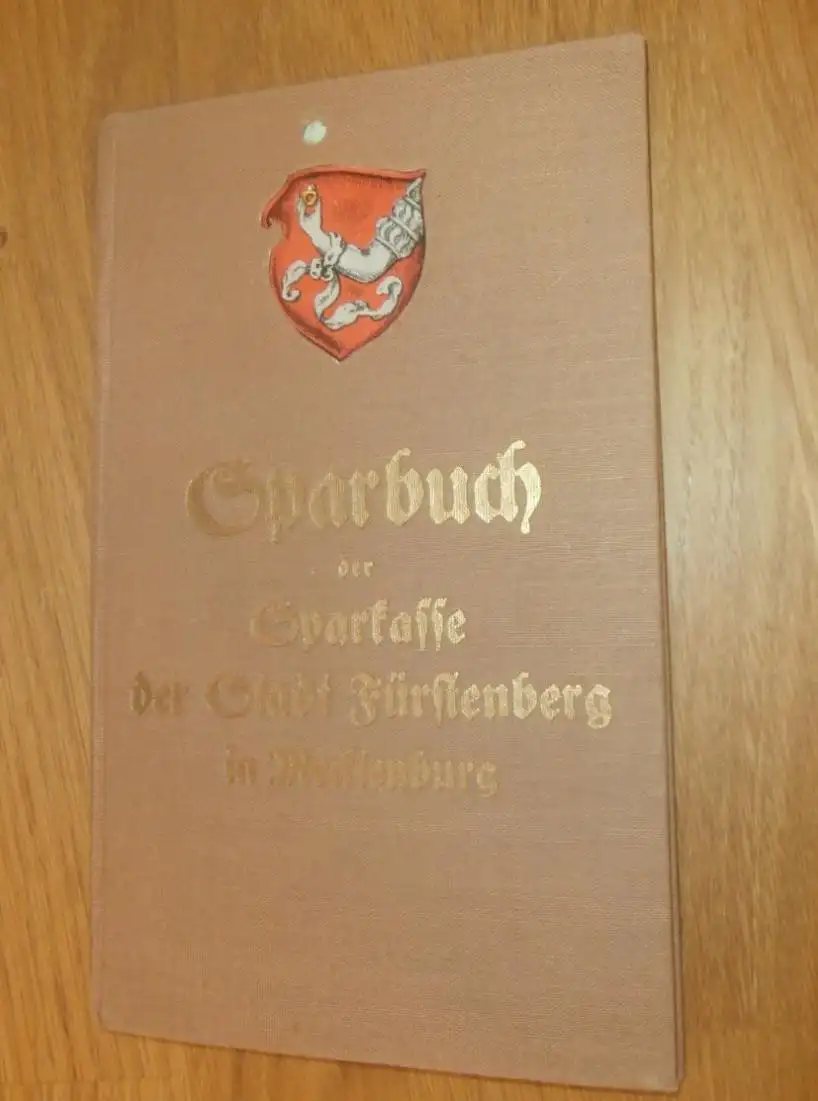 Sparbuch
der
Sparkasse
der Stadt Fürstenberg
in Mecklenburg